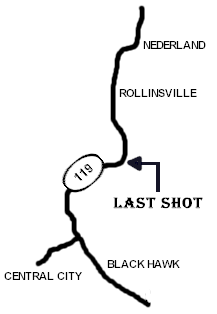 NEDERLAND
ROLLINSVILLE
119
LAST SHOT
BLACK HAWK
CENTRAL CITY